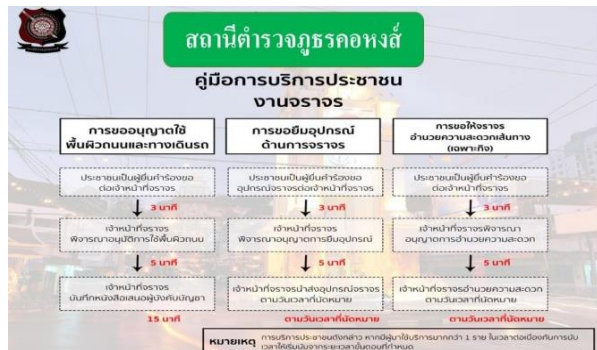 สถานีตำรวจภูธรคอหงส์
คู่มือการบริการประชาชน
งานจราจร
การขออนุญาตใช้
พื้นผิวถนนและทางเดินรถ
ประชาชนเป็นผู้ยื่นคำร้องขอ
ต่อเจ้าหน้าที่จราจร
3 นาที
เจ้าหน้าที่จราจร
พิจารณาอนุมัติการใช้พื้นผิวถนน
5 นาที
เจ้าหน้าที่จราจร
บันทึกหนังสือเสนอผู้บังคับบัญชา
15 นาที
การขอยืมอุปกรณ์
ด้านการจราจร
ประชาชนเป็นผู้ยื่นคำร้องขอ
อุปกรณ์จราจรต่อเจ้าหน้าที่จราจร
3 นาที
เจ้าหน้าที่จราจร
พิจารณาอนุญาตการยืมอุปกรณ์
5 นาที
เจ้าหน้าที่จราจรนำส่งอุปกรณ์จราจร
ตามวันเวลาที่นัดหมาย
ตามวันเวลาที่นัดหมาย
การขอให้จราจร
อำนวยความสะดวกเส้นทาง
(เฉพาะกิจ)
ประชาชนเป็นผู้ยื่นคำร้องขอ
ต่อเจ้าหน้าที่จราจร
3 นาที
เจ้าหน้าที่จราจรพิจารณา
อนุญาตการอำนวยความสะดวก
5 นาที
เจ้าหน้าที่จราจรอำนวยความสะดวก
ตามวันเวลาที่นัดหมาย
ตามวันเวลาที่นัดหมาย
หมายเหตุ การบริการประชาชนดังกล่าว หากมีผู้มาใช้บริการมากกว่า 1 ราย ในเวลาต่อเนื่องกันการนับ
เวลาให้เริ่มนับจากระยะเวลาขั้นตอนที่กำหนด